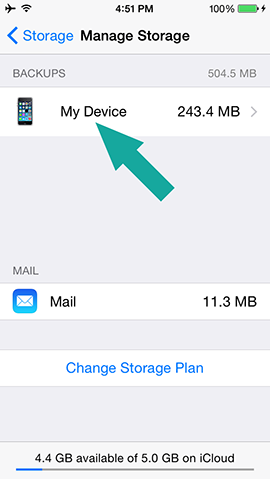 4:51 PM 100%
Storage Manage Storage
BACKUPS 504.5 MB
My Device 243.4 MB
MAIL
Mail 11.3 MB
Change Storage Plan
4.4 GB available of 5.0 GB on iCloud